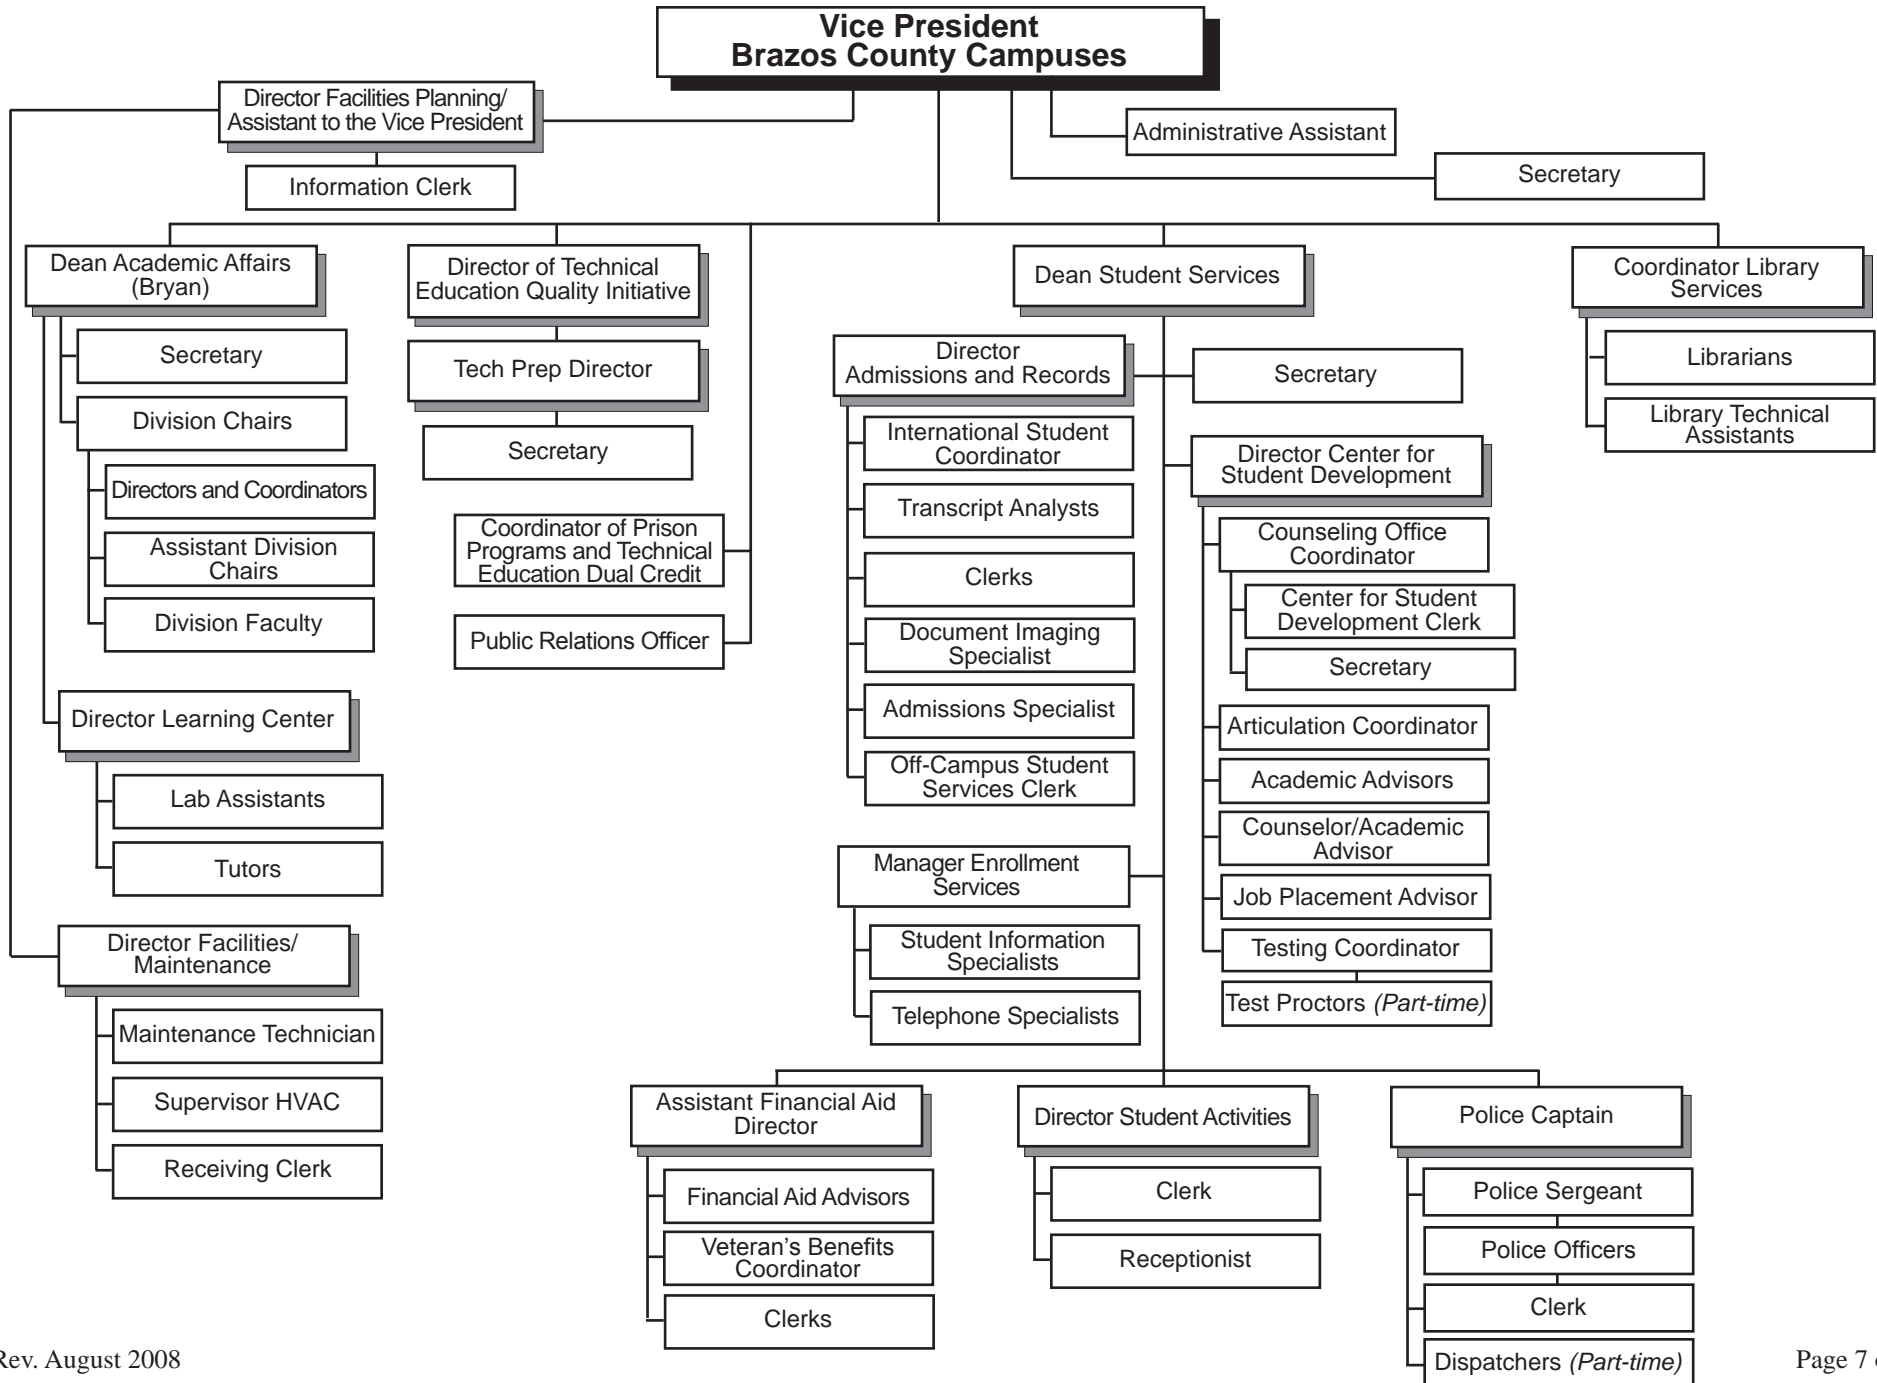 Vice President
Brazos County Campuses
Director Facilities Planning/
Assistant to the Vice President
Information Clerk
Administrative Assistant
Secretary
Dean Academic Affairs
(Bryan)
Secretary
Division Chairs
Directors and Coordinators
Assistant Division
Chairs
Division Faculty
Director Learning Center
Lab Assistants
Tutors
Director Facilities/
Maintenance
Maintenance Technician
Supervisor HVAC
Receiving Clerk
Director of Technical
Education Quality Initiative
Tech Prep Director
Secretary
Coordinator of Prison
Programs and Technical
Education Dual Credit
Public Relations Officer
Dean Student Services
Director
Admissions and Records
International Student
Coordinator
Transcript Analysts
Clerks
Document Imaging
Specialist
Admissions Specialist
Off-Campus Student
Services Clerk
Manager Enrollment
Services
Student Information
Specialists
Telephone Specialists
Secretary
Director Center for
Student Development
Counseling Office
Coordinator
Center for Student
Development Clerk
Secretary
Articulation Coordinator
Academic Advisors
Counselor/Academic
Advisor
Job Placement Advisor
Testing Coordinator
Test Proctors (Part-time)
Coordinator Library
Services
Librarians
Library Technical
Assistants
Assistant Financial Aid
Director
Financial Aid Advisors
Veteran's Benefits
Coordinator
Clerks
Director Student Activities
Clerk
Receptionist
Police Captain
Police Sergeant
Police Officers
Clerk
Dispatchers (Part-time)
Rev. August 2008
Page 7